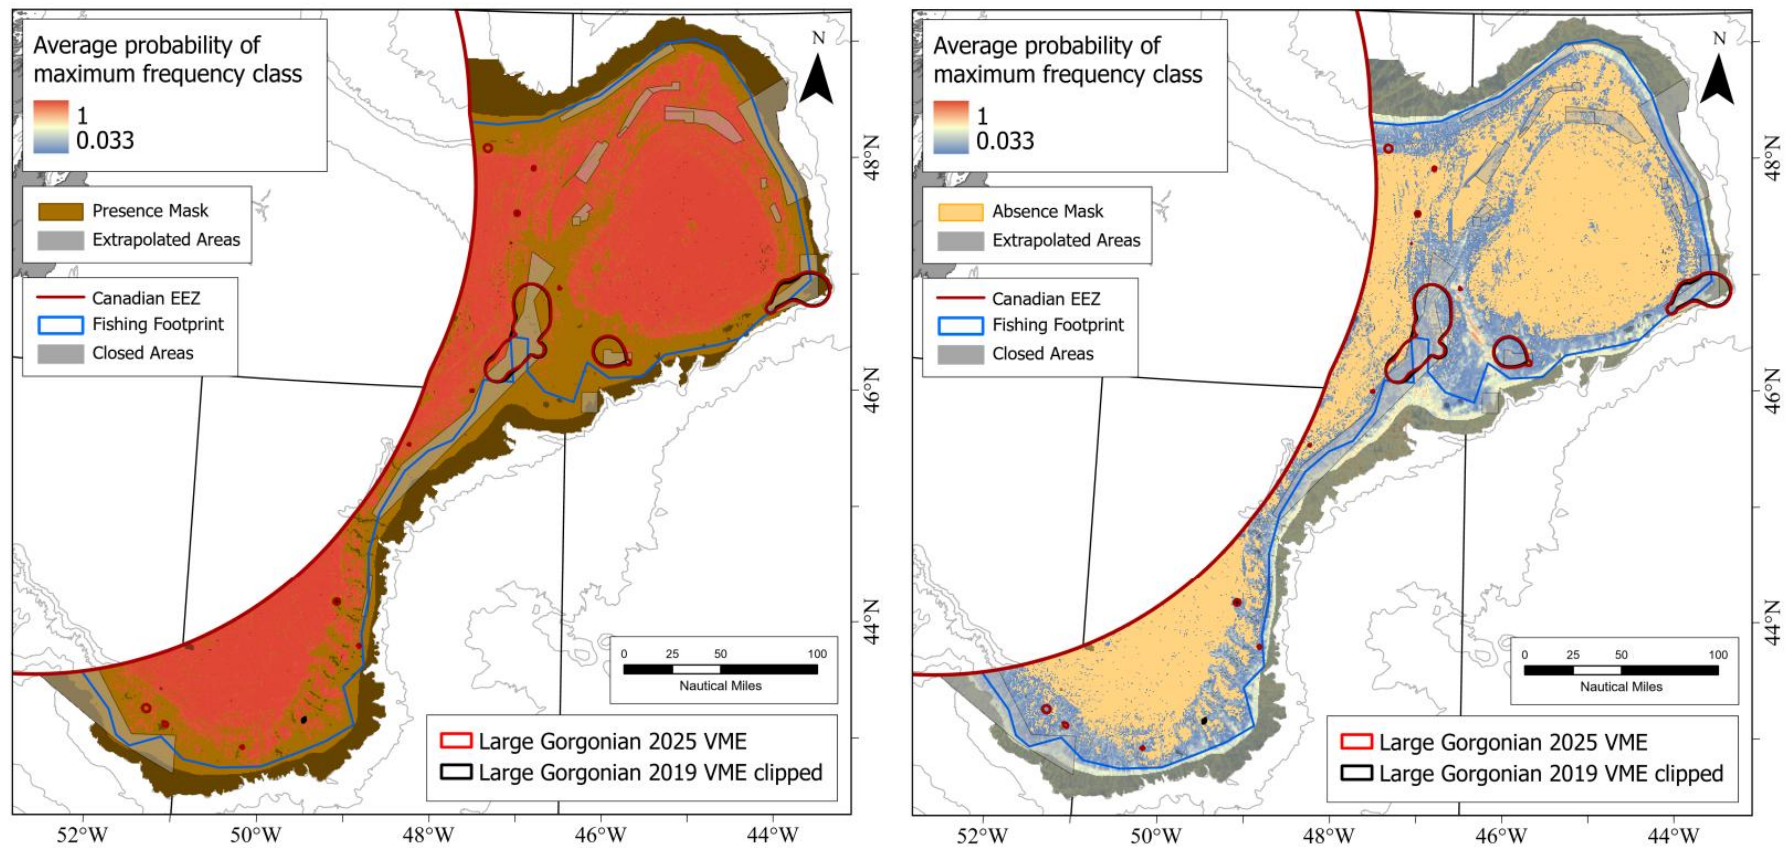 Average probability of
maximum frequency class
1
0.033
Presence Mask
Extrapolated Areas
Canadian EEZ
Fishing Footprint
Closed Areas
N
48°N
46°N
44°N
0 25 50 100
Nautical Miles
Large Gorgonian 2025 VME
Large Gorgonian 2019 VME clipped
52°W 50°W 48°W 46°W 44°W
Average probability of
maximum frequency class
1
0.033
Absence Mask
Extrapolated Areas
Canadian EEZ
Fishing Footprint
Closed Areas
N
48°N
46°N
44°N
0 25 50 100
Nautical Miles
Large Gorgonian 2025 VME
Large Gorgonian 2019 VME clipped
52°W 50°W 48°W 46°W 44°W